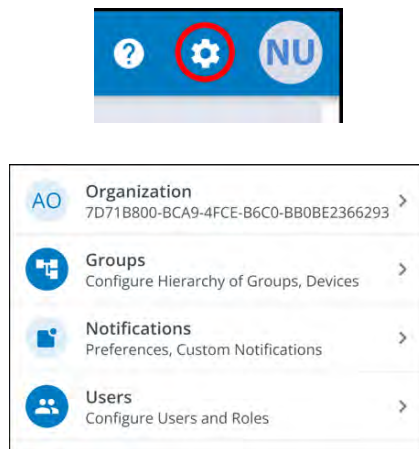 ?
NU
AO
Organization
7D71B800-BCA9-4FCE-B6C0-BB0BE2366293
Groups
Configure Hierarchy of Groups, Devices
Notifications
Preferences, Custom Notifications
Users
Configure Users and Roles